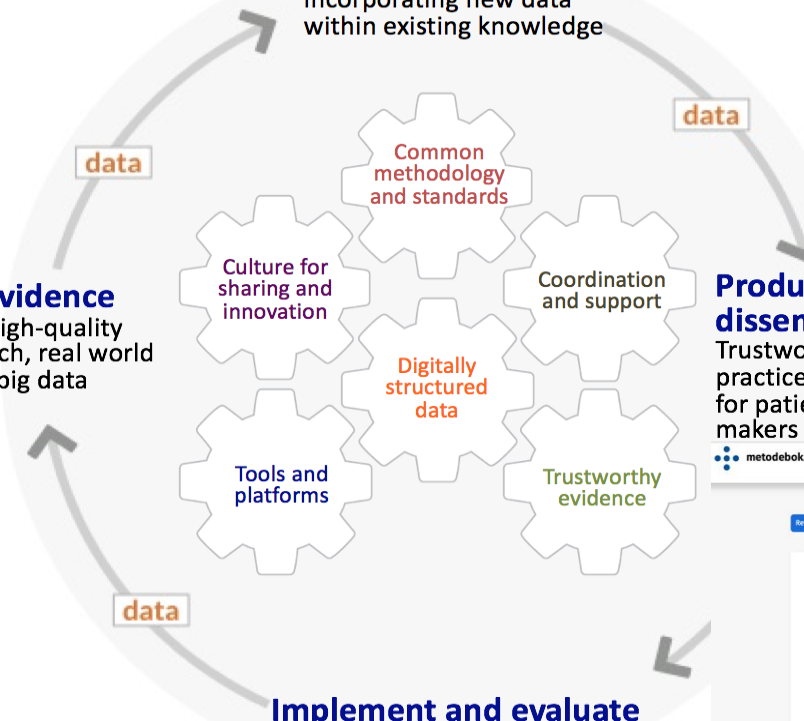 incorporating new data
within existing knowledge
data
data
Common
methodology
and standards
Culture for
sharing and
innovation
Coordination
and support
Digitally
structured
data
Tools and
platforms
Trustworthy
evidence
vidence
igh-quality
ch, real world
big data
Produ
dissen
Trustwo
practice
for patie
makers
metodebok.
Re
data
Implement and evaluate